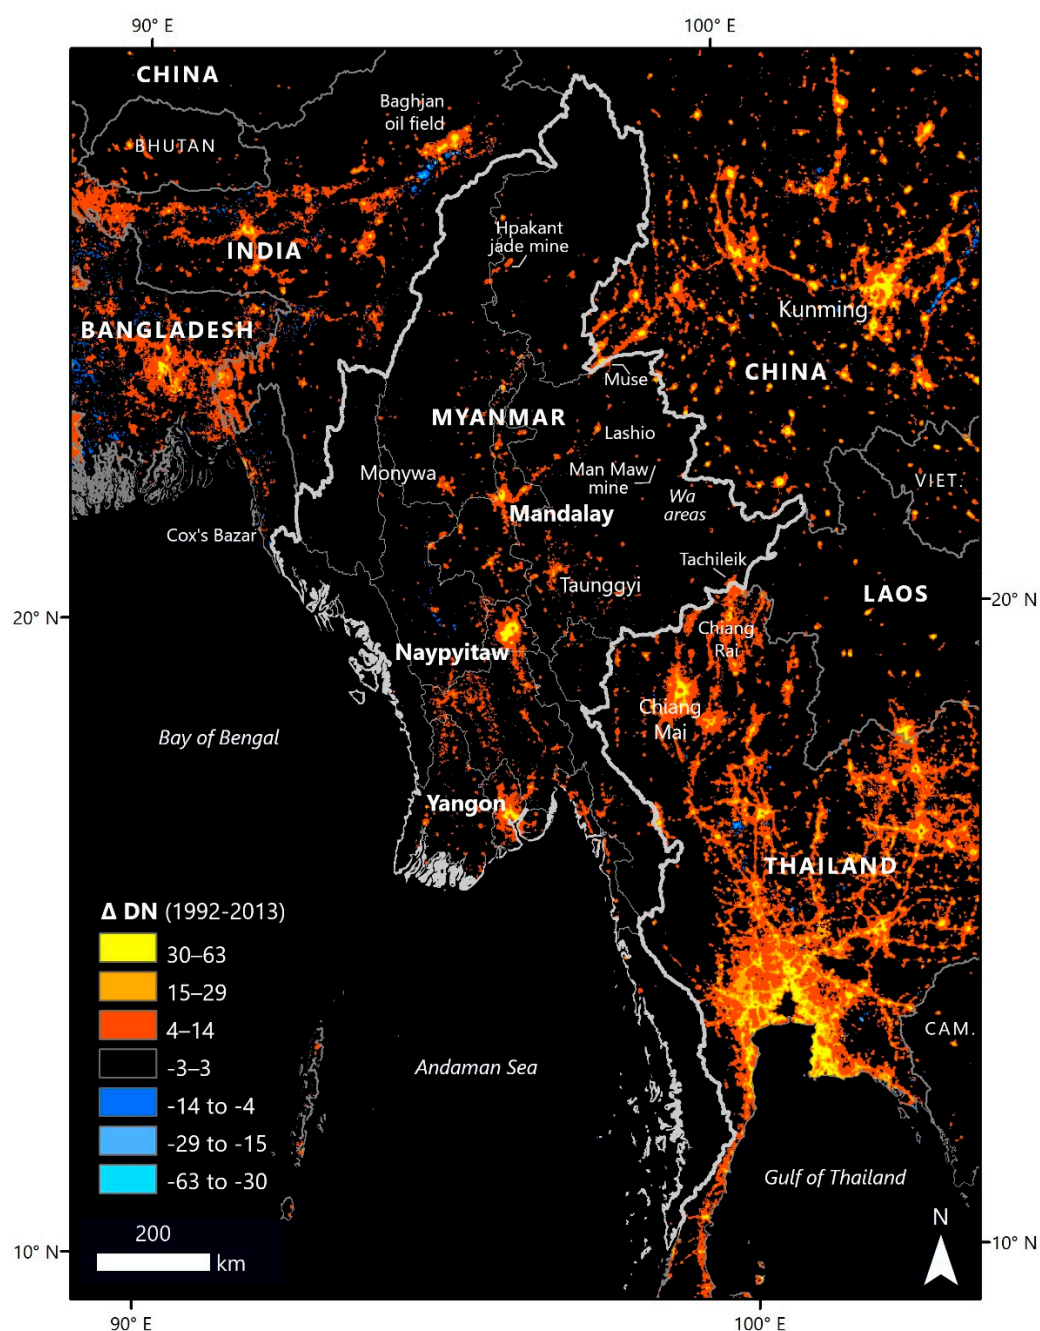 90° E
100° E
CHINA
Baghjan
oil field
BHUTAN
Hpakant
jade mine
INDIA
Kunming
BANGLADESH
CHINA
Muse
MYANMAR
Lashio
Monywa
Man Maw
mine
VIET.
Wa
areas
Mandalay
Cox's Bazar
Tachileik
Taunggyi
LAOS
20° N
20° N
Chiang
Rai
Naypyitaw
Chiang
Mai
Bay of Bengal
Yangon
THAILAND
Δ DN (1992-2013)
30–63
15–29
4–14
-3–3
-14 to -4
-29 to -15
-63 to -30
CAM.
Andaman Sea
Gulf of Thailand
N
200
km
10° N
10° N
90° E
100° E